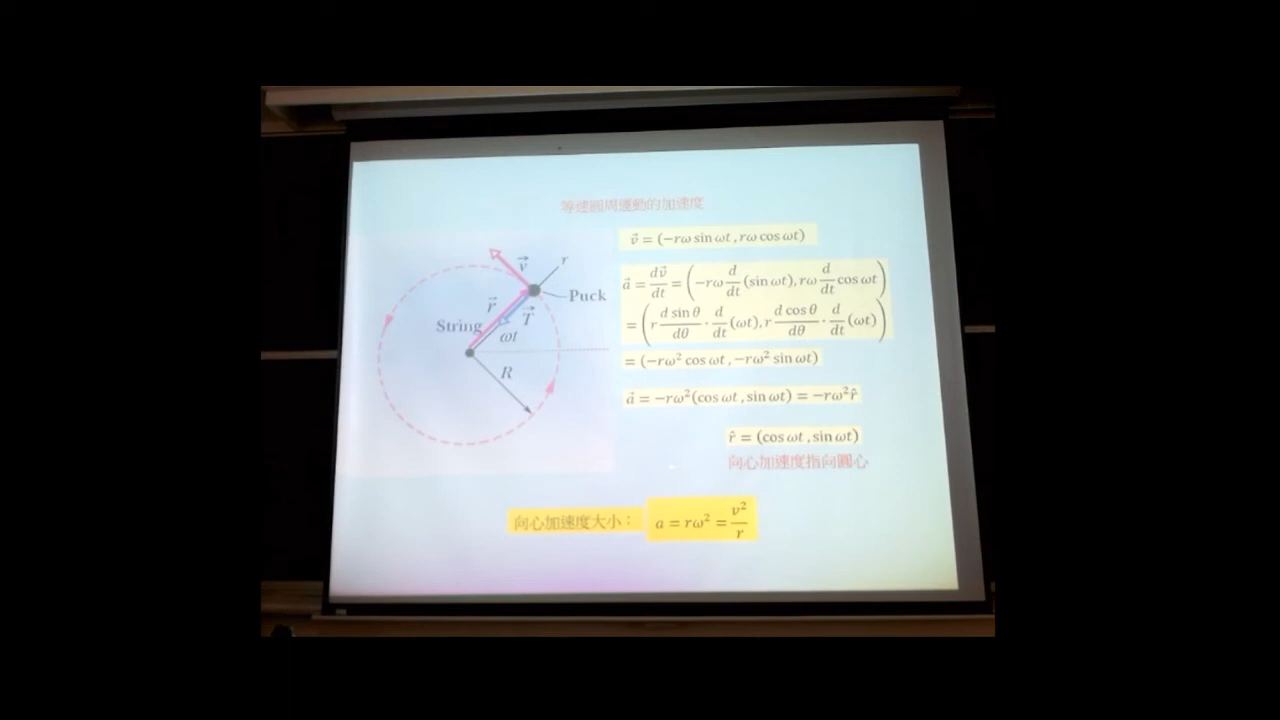 等速圓周運動的加速度
v⃗ = (−rω sin ωt , rω cos ωt)
a⃗ = dv⃗/dt = (−rω d/dt (sin ωt), rω d/dt cos ωt)
= (r d sin θ/dθ · d/dt (ωt), r d cos θ/dθ · d/dt (ωt))
= (−rω² cos ωt , −rω² sin ωt)
a⃗ = −rω²(cos ωt , sin ωt) = −rω² r̂
r̂ = (cos ωt , sin ωt)
向心加速度指向圓心
v⃗
r
r⃗
Puck
String
T⃗
ωt
R
向心加速度大小： a = rω² = v²/r